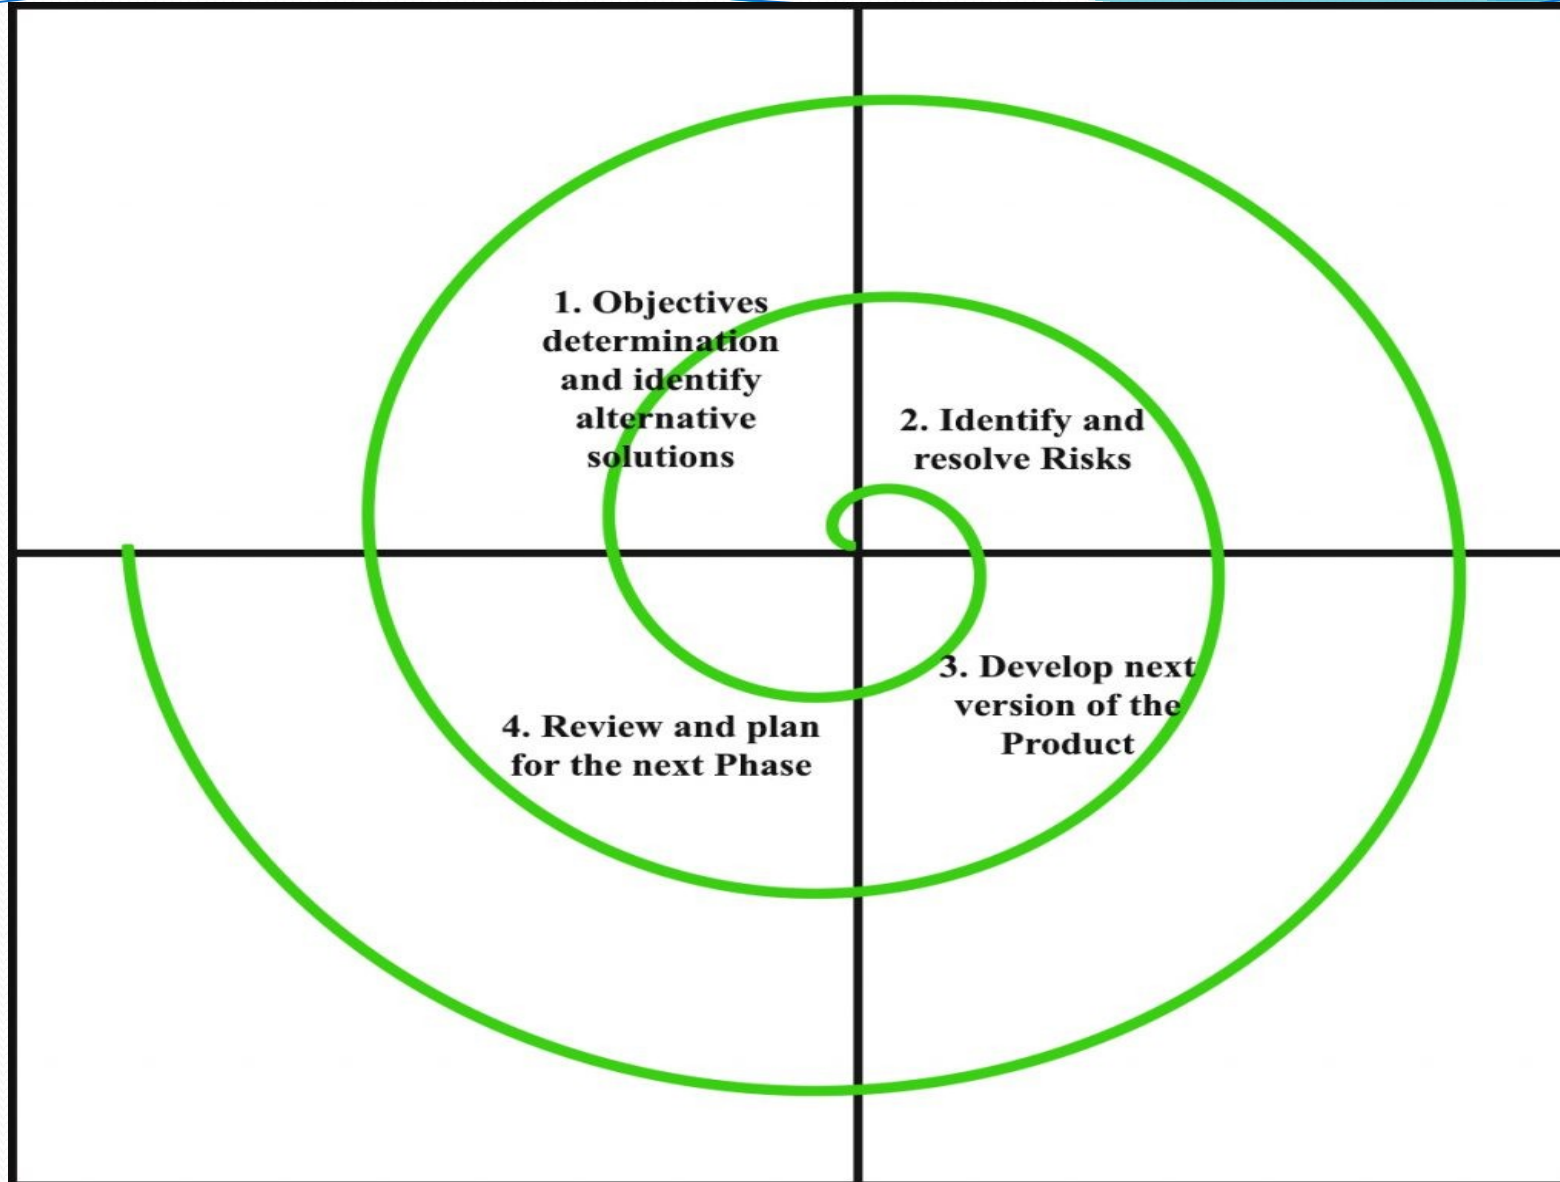 1. Objectives
determination
and identify
alternative
solutions
2. Identify and
resolve Risks
3. Develop next
version of the
Product
4. Review and plan
for the next Phase